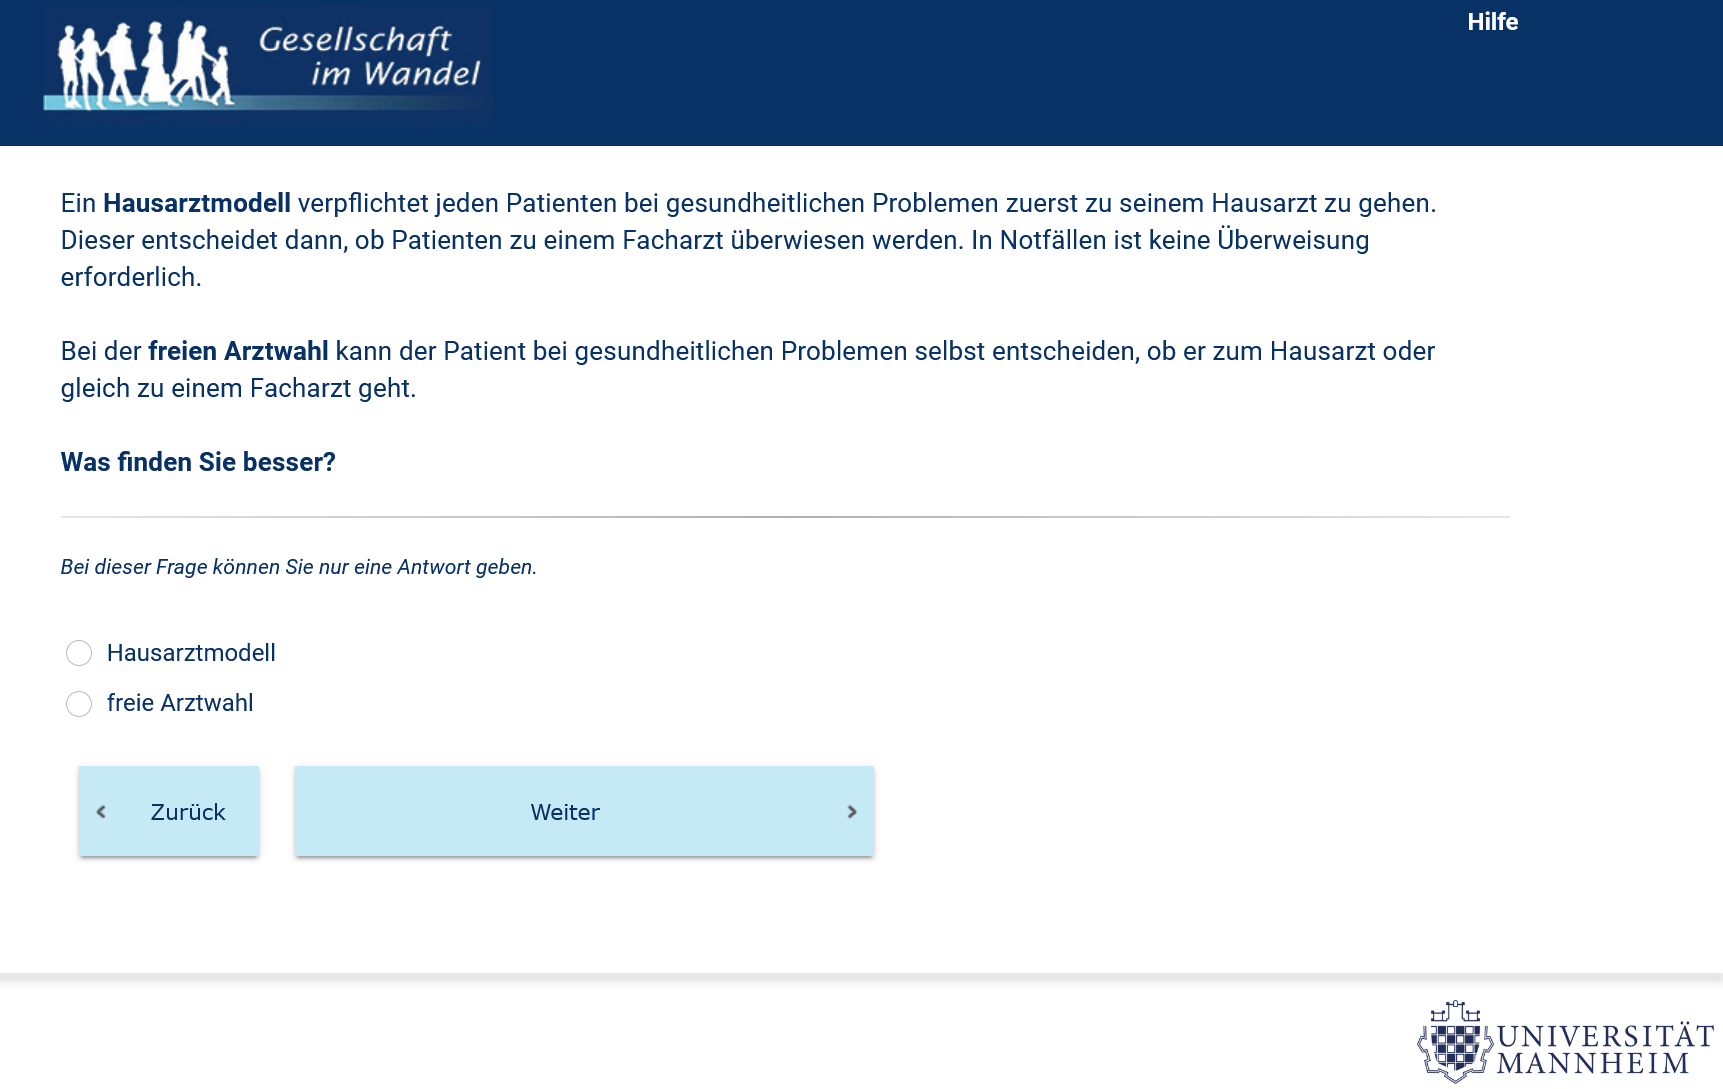 Gesellschaft
im Wandel
Hilfe
Ein Hausarztmodell verpflichtet jeden Patienten bei gesundheitlichen Problemen zuerst zu seinem Hausarzt zu gehen.
Dieser entscheidet dann, ob Patienten zu einem Facharzt überwiesen werden. In Notfällen ist keine Überweisung
erforderlich.
Bei der freien Arztwahl kann der Patient bei gesundheitlichen Problemen selbst entscheiden, ob er zum Hausarzt oder
gleich zu einem Facharzt geht.
Was finden Sie besser?
Bei dieser Frage können Sie nur eine Antwort geben.
Hausarztmodell
freie Arztwahl
Zurück
Weiter
UNIVERSITÄT
MANNHEIM